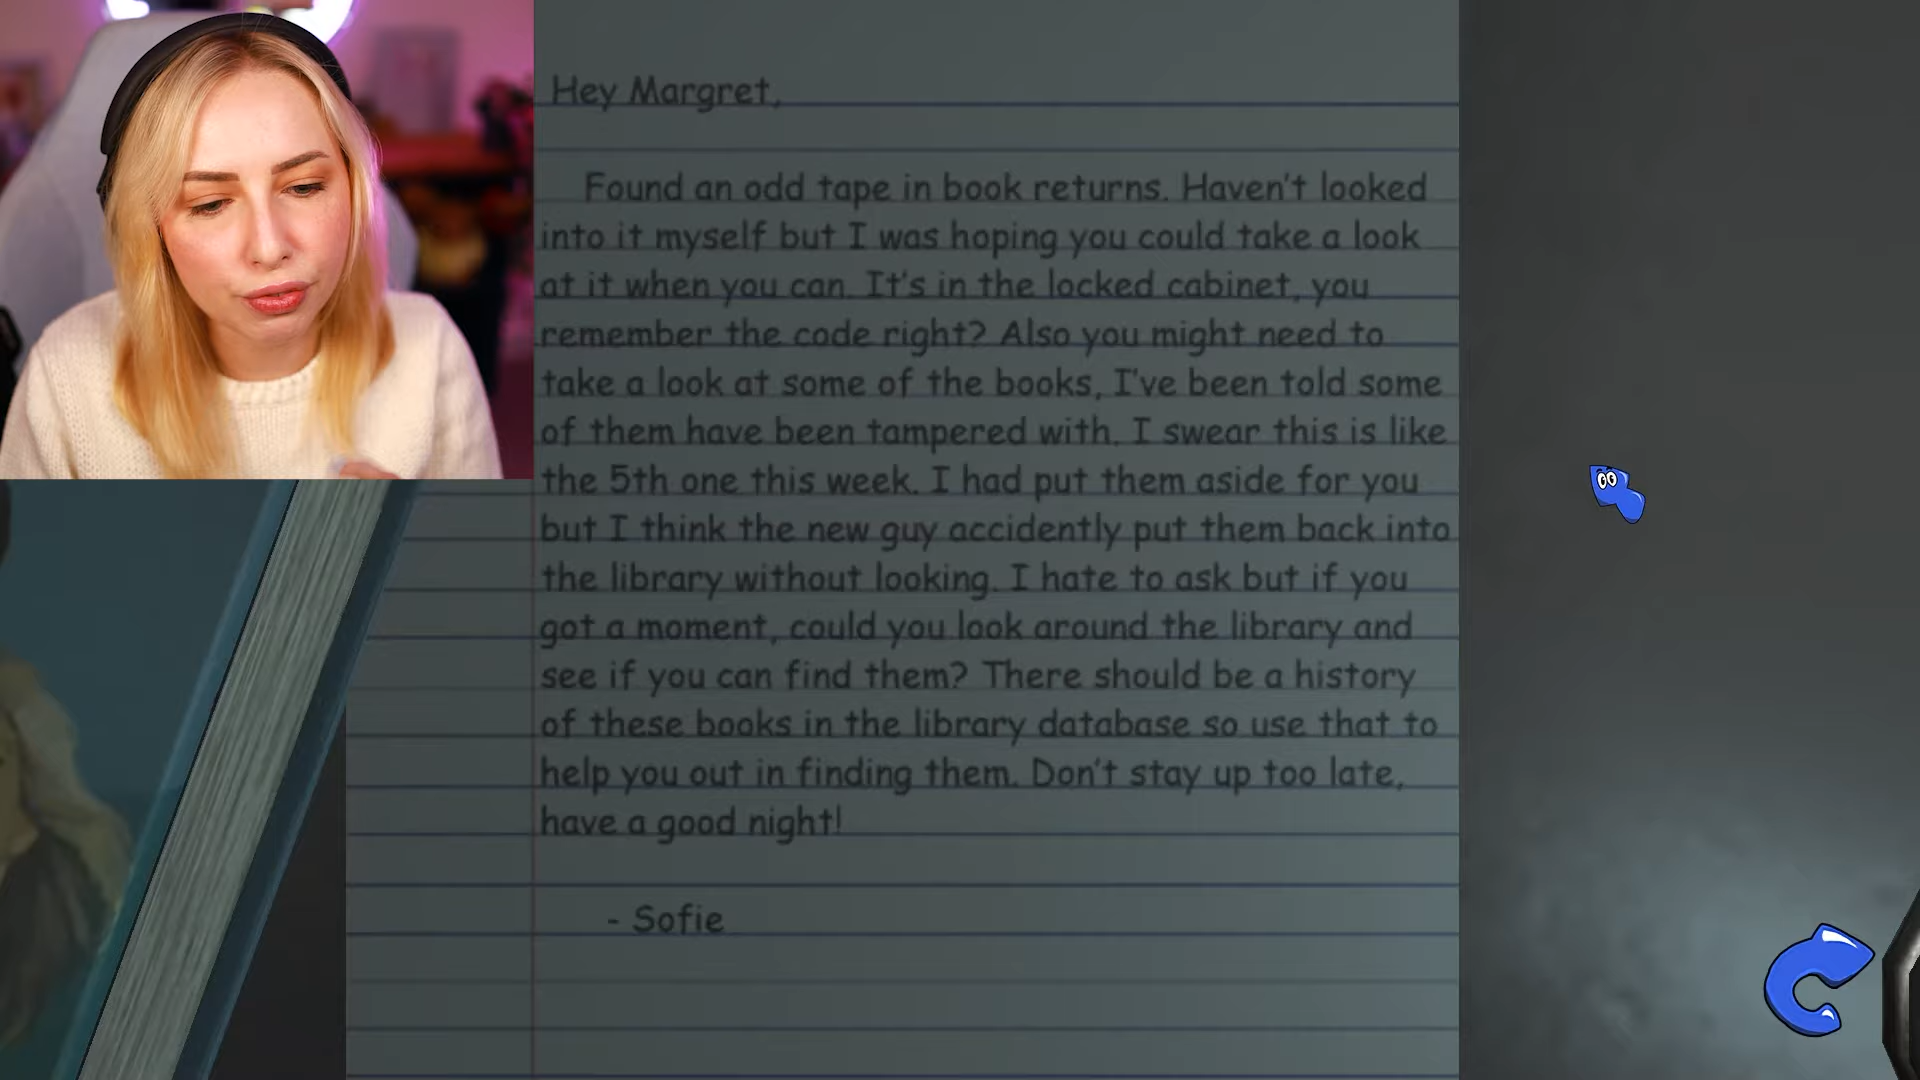 Hey Margret,
Found an odd tape in book returns. Haven't looked
into it myself but I was hoping you could take a look
at it when you can. It's in the locked cabinet, you
remember the code right? Also you might need to
take a look at some of the books, I've been told some
of them have been tampered with. I swear this is like
the 5th one this week. I had put them aside for you
but I think the new guy accidently put them back into
the library without looking. I hate to ask but if you
got a moment, could you look around the library and
see if you can find them? There should be a history
of these books in the library database so use that to
help you out in finding them. Don't stay up too late,
have a good night!
- Sofie